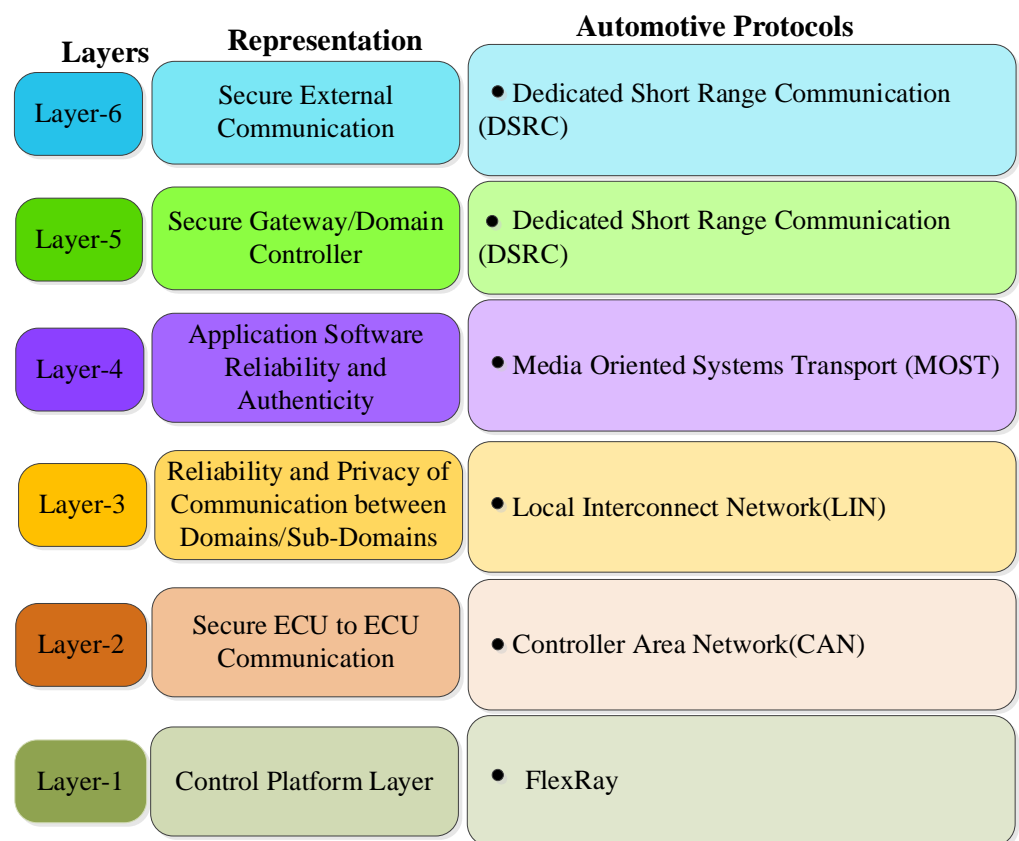 Layers
Representation
Automotive Protocols
Layer-6
Secure External
Communication
• Dedicated Short Range Communication
(DSRC)
Layer-5
Secure Gateway/Domain
Controller
• Dedicated Short Range Communication
(DSRC)
Layer-4
Application Software
Reliability and
Authenticity
• Media Oriented Systems Transport (MOST)
Layer-3
Reliability and Privacy of
Communication between
Domains/Sub-Domains
• Local Interconnect Network(LIN)
Layer-2
Secure ECU to ECU
Communication
• Controller Area Network(CAN)
Layer-1
Control Platform Layer
• FlexRay